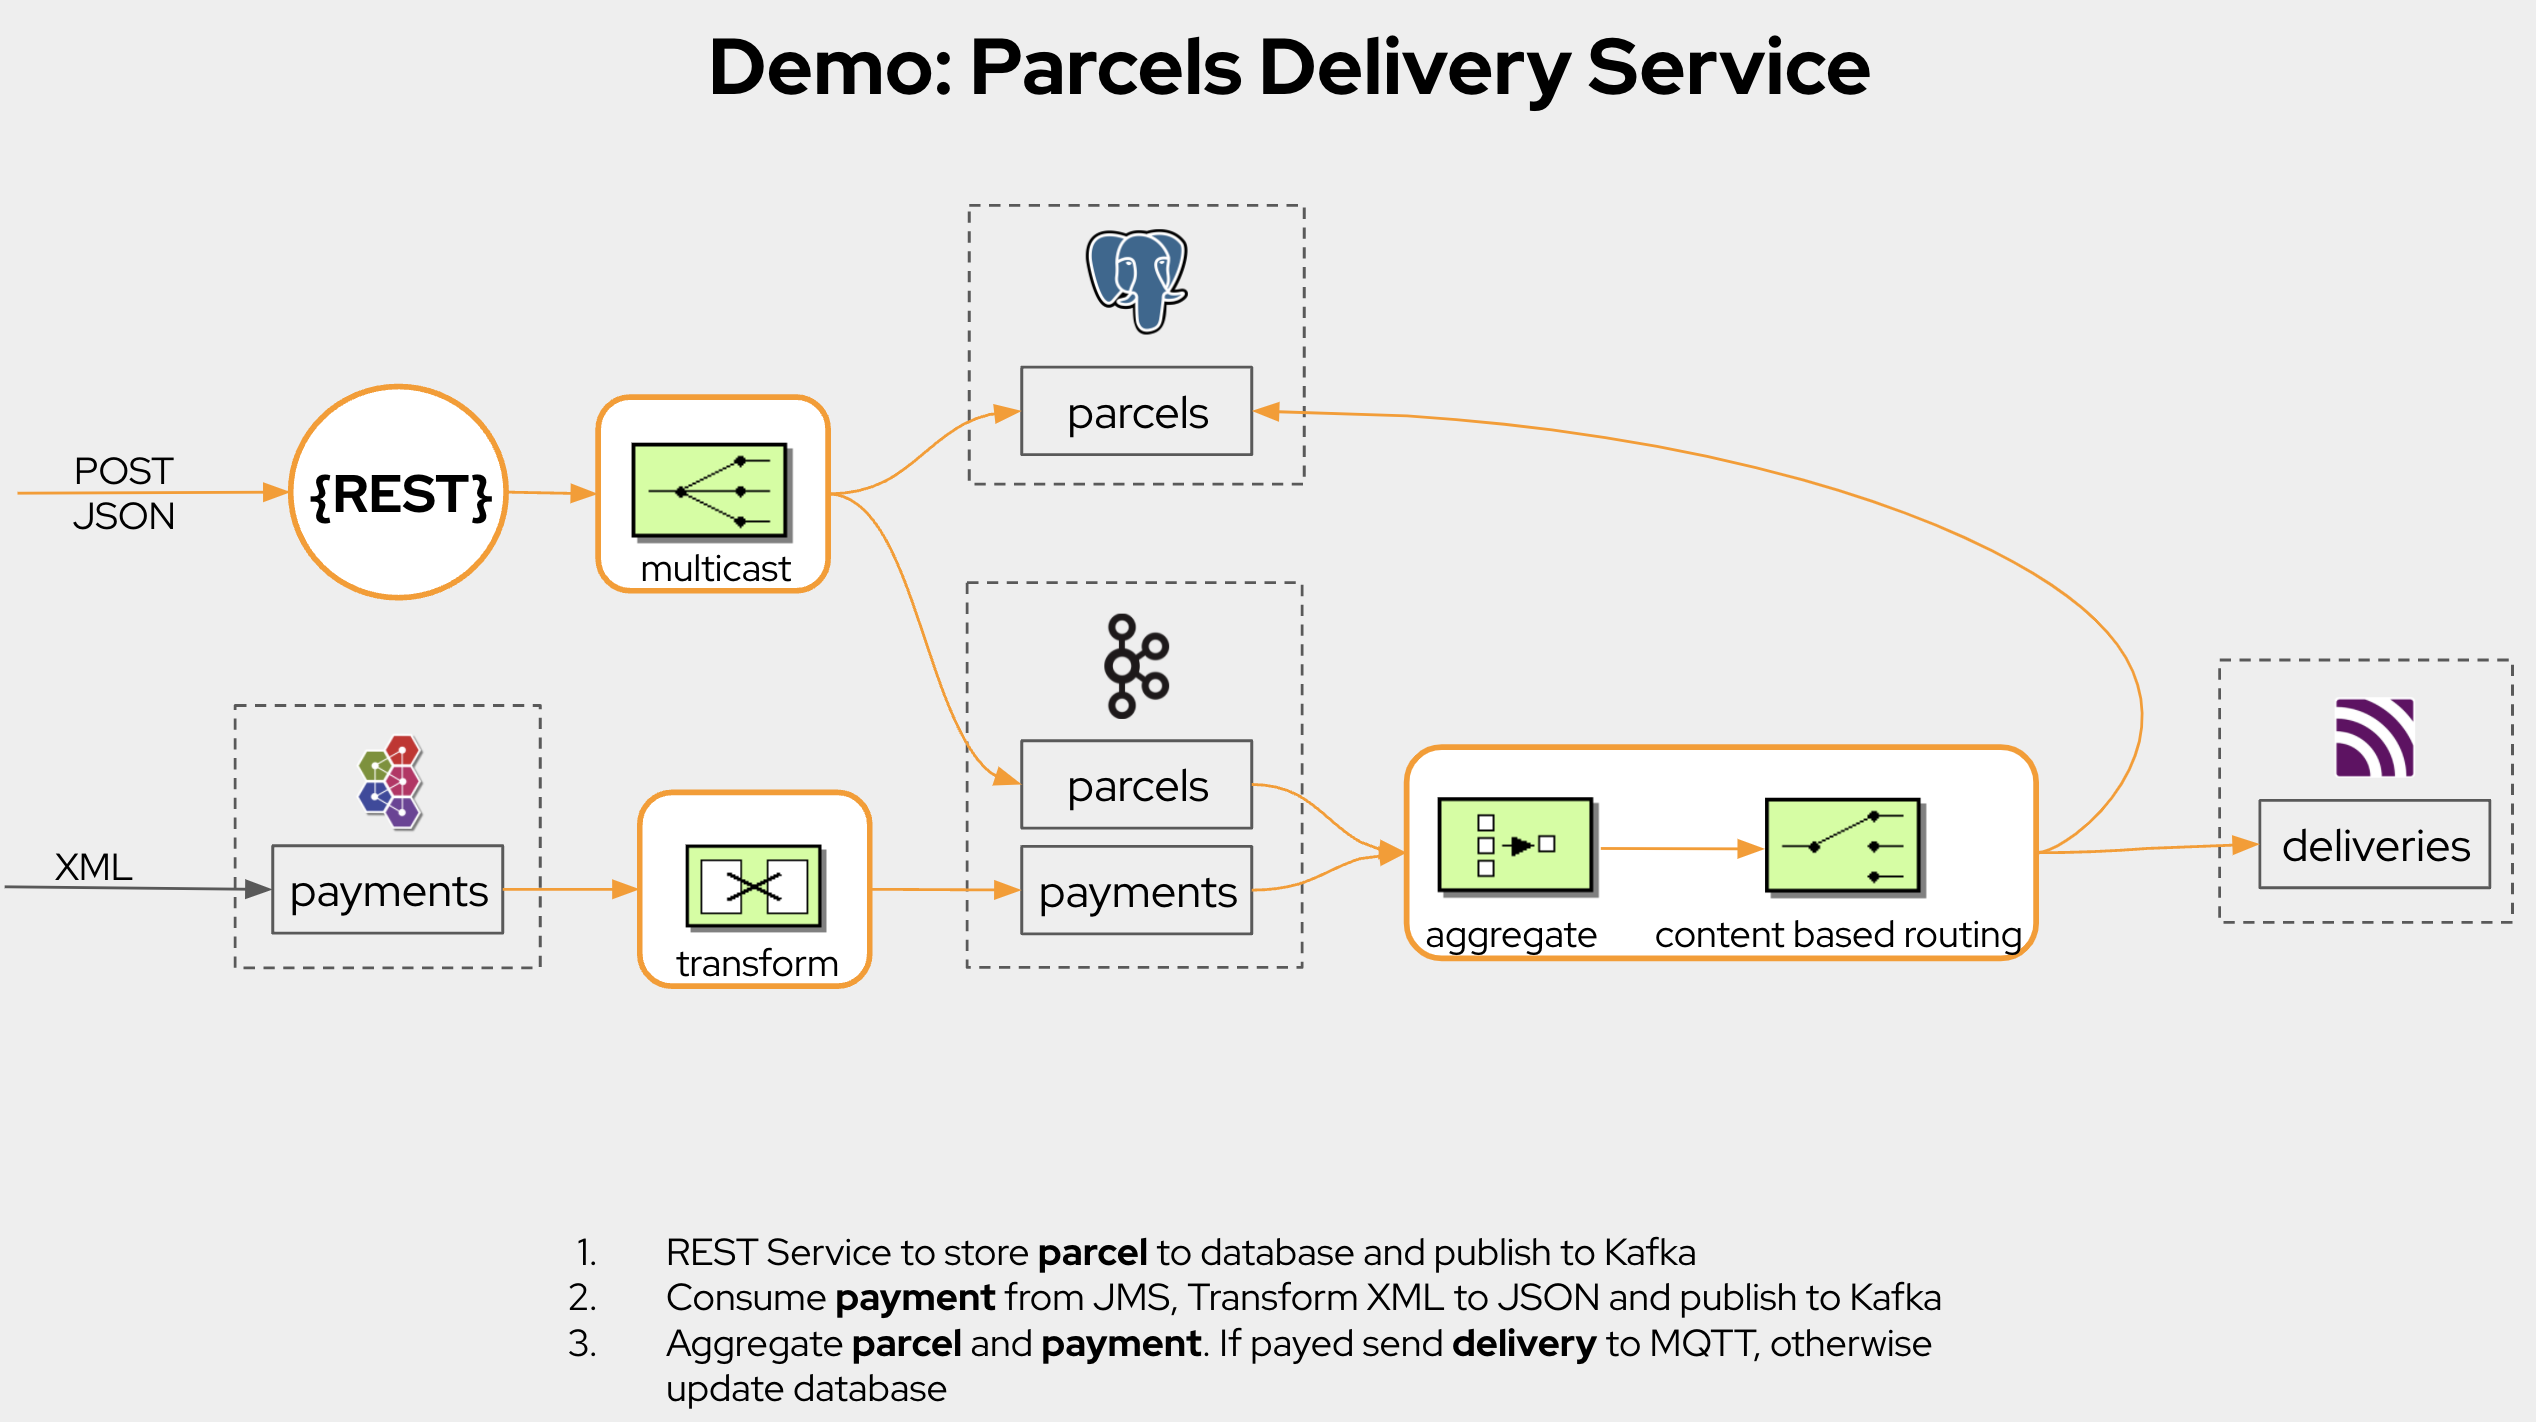 Demo: Parcels Delivery Service
parcels
POST
JSON
{REST}
multicast
parcels
XML
payments
transform
payments
aggregate
content based routing
deliveries
1. REST Service to store parcel to database and publish to Kafka
2. Consume payment from JMS, Transform XML to JSON and publish to Kafka
3. Aggregate parcel and payment. If payed send delivery to MQTT, otherwise
update database